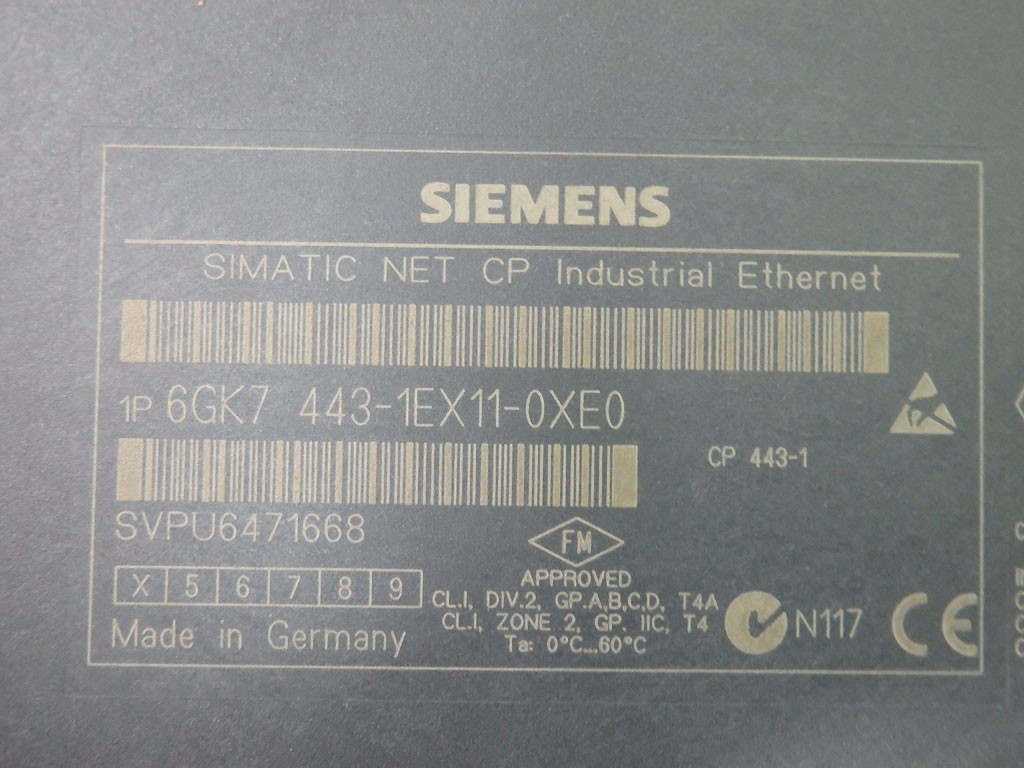 SIEMENS
SIMATIC NET CP Industrial Ethernet
1P 6GK7 443-1EX11-0XE0
CP 443-1
SVPU6471668
FM
APPROVED
X 5 6 7 8 9
CL.I, DIV.2, GP.A,B,C,D, T4A
CL.I, ZONE 2, GP. IIC, T4
Ta: 0°C...60°C
N117
CE
Made in Germany